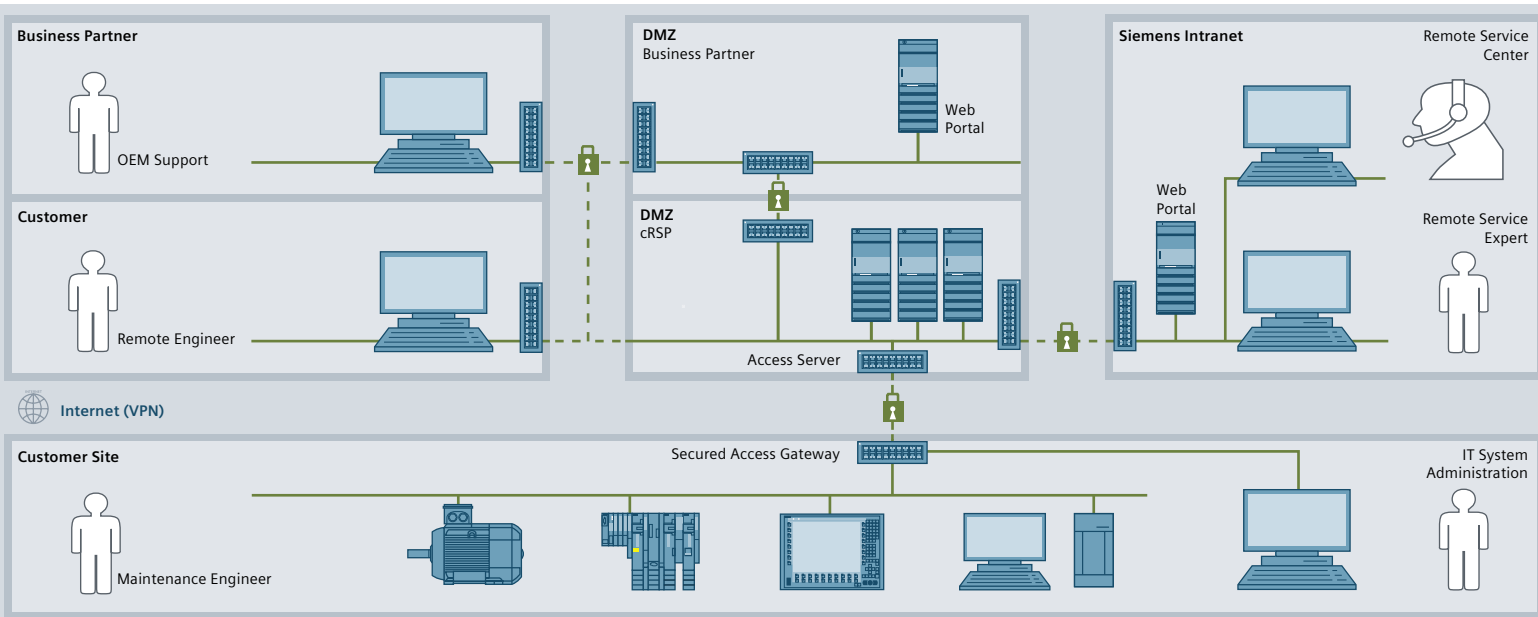 Business Partner
OEM Support
DMZ
Business Partner
Web
Portal
Siemens Intranet
Remote Service
Center
Customer
Remote Engineer
DMZ
cRSP
Access Server
Web
Portal
Remote Service
Expert
Internet (VPN)
Customer Site
Maintenance Engineer
Secured Access Gateway
IT System
Administration